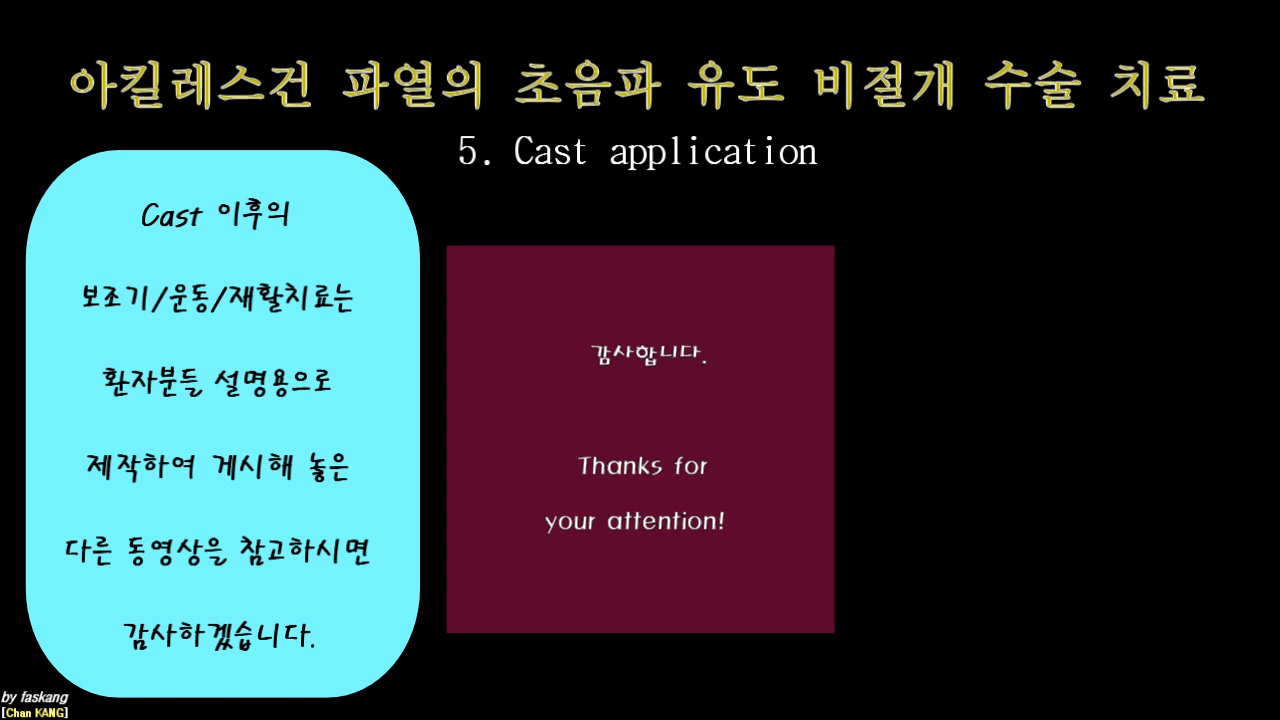 아킬레스건 파열의 초음파 유도 비절개 수술 치료
5. Cast application
Cast 이후의
보조기/운동/재활치료는
환자분들 설명용으로
제작하여 게시해 놓은
다른 동영상을 참고하시면
감사하겠습니다.
감사합니다.
Thanks for
your attention!
by faskang
[Chan KANG]